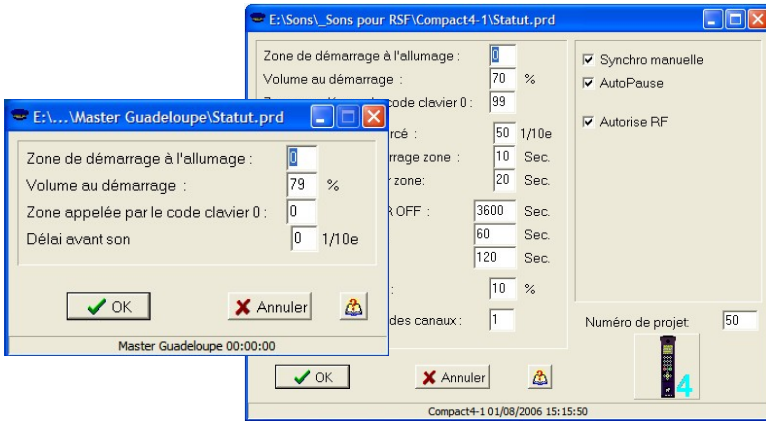 E:\Sons\_Sons pour RSF\Compact4-1\Statut.prd
Zone de démarrage à l'allumage : 0
Volume au démarrage : 70 %
code clavier 0 : 99
rcé : 50 1/10e
rrage zone : 10 Sec.
zone: 20 Sec.
R OFF : 3600 Sec.
60 Sec.
120 Sec.
: 10 %
des canaux : 1
Synchro manuelle
AutoPause
Autorise RF
Numéro de projet: 50
4
OK Annuler
Compact4-1 01/08/2006 15:15:50
E:\...\Master Guadeloupe\Statut.prd
Zone de démarrage à l'allumage : 0
Volume au démarrage : 79 %
Zone appelée par le code clavier 0 : 0
Délai avant son 0 1/10e
OK Annuler
Master Guadeloupe 00:00:00